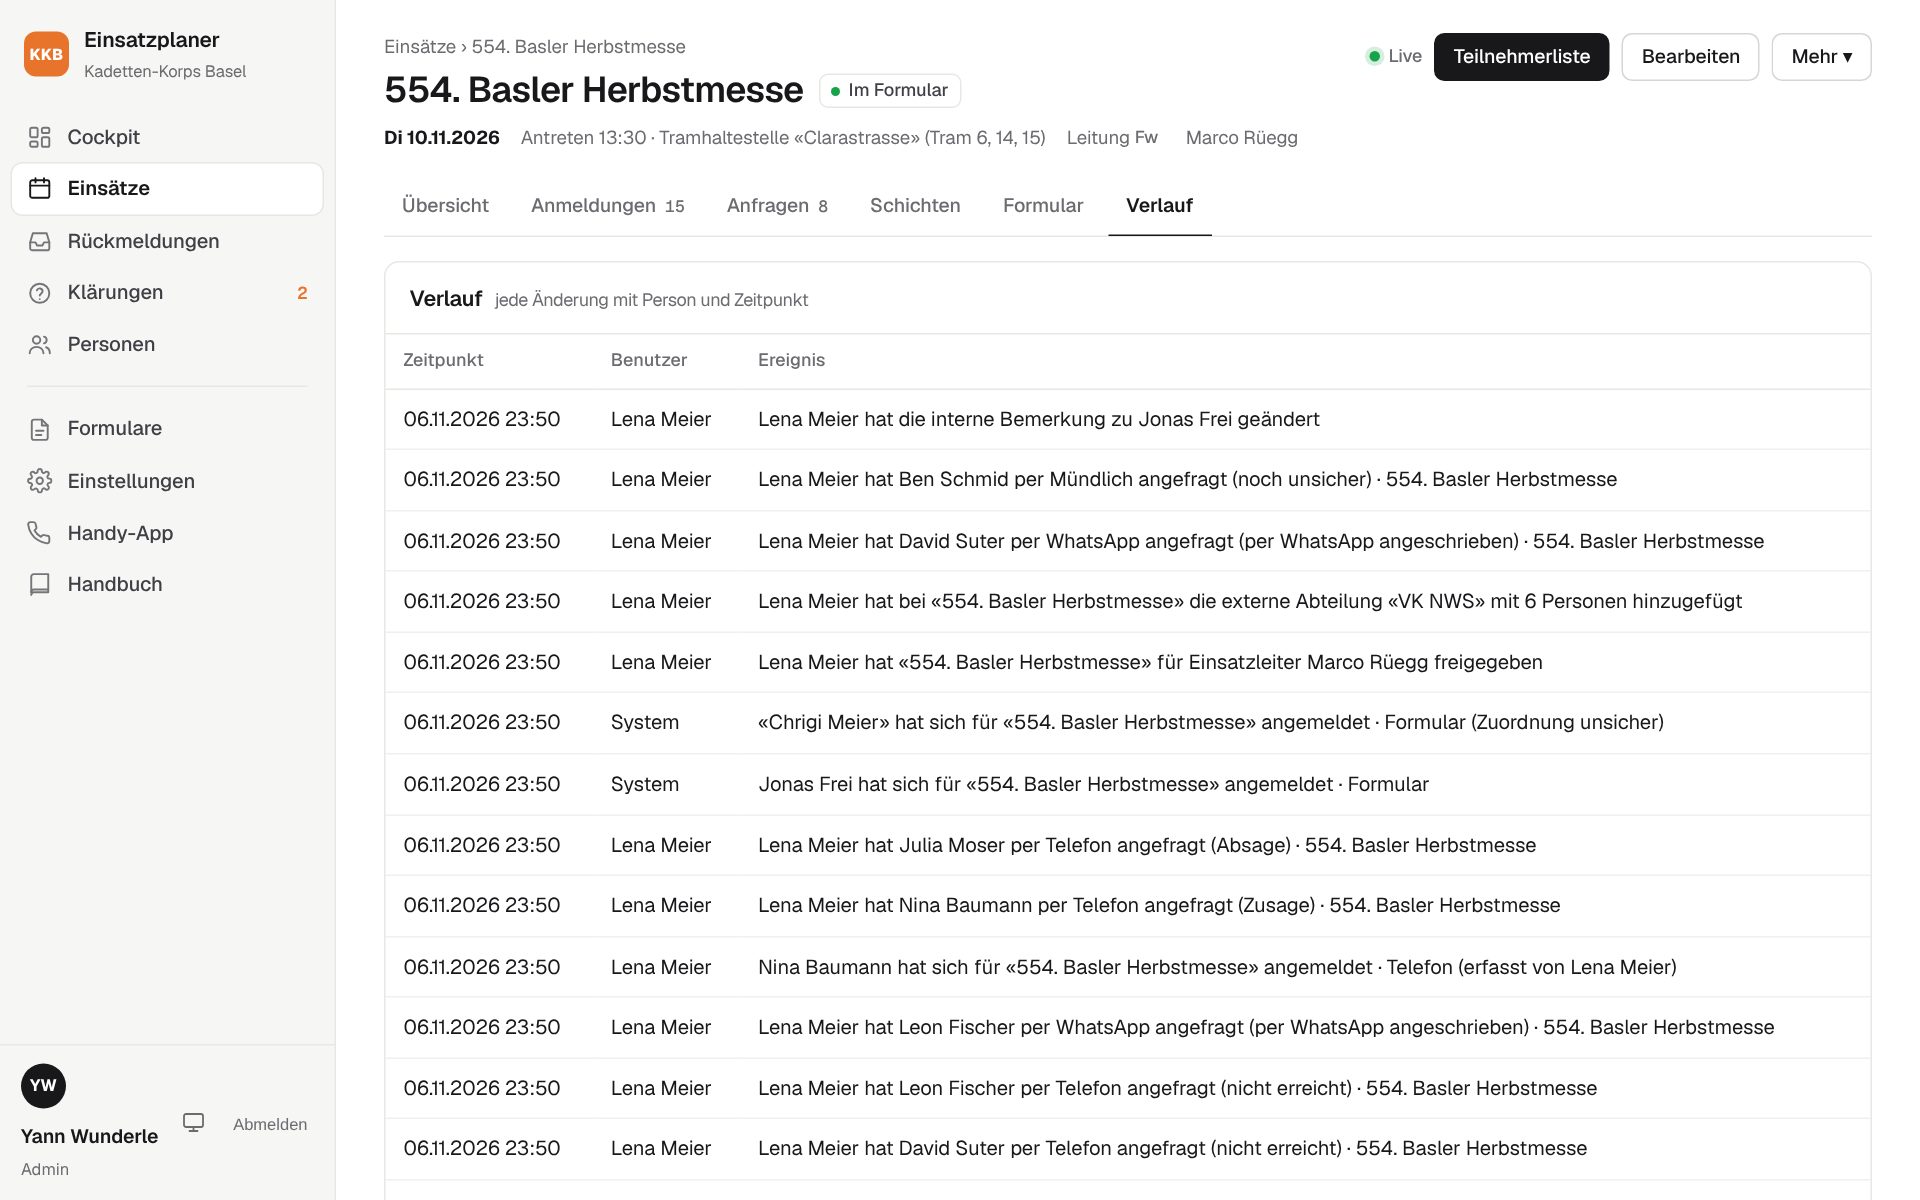 KKB
Einsatzplaner
Kadetten-Korps Basel
Cockpit
Einsätze
Rückmeldungen
Klärungen 2
Personen
Formulare
Einstellungen
Handy-App
Handbuch
YW
Yann Wunderle
Admin
Abmelden
Einsätze › 554. Basler Herbstmesse
554. Basler Herbstmesse
Im Formular
Live
Teilnehmerliste
Bearbeiten
Mehr ▾
Di 10.11.2026 Antreten 13:30 · Tramhaltestelle «Clarastrasse» (Tram 6, 14, 15) Leitung Fw Marco Rüegg
Übersicht Anmeldungen 15 Anfragen 8 Schichten Formular Verlauf
Verlauf jede Änderung mit Person und Zeitpunkt
Zeitpunkt Benutzer Ereignis
06.11.2026 23:50 Lena Meier Lena Meier hat die interne Bemerkung zu Jonas Frei geändert
06.11.2026 23:50 Lena Meier Lena Meier hat Ben Schmid per Mündlich angefragt (noch unsicher) · 554. Basler Herbstmesse
06.11.2026 23:50 Lena Meier Lena Meier hat David Suter per WhatsApp angefragt (per WhatsApp angeschrieben) · 554. Basler Herbstmesse
06.11.2026 23:50 Lena Meier Lena Meier hat bei «554. Basler Herbstmesse» die externe Abteilung «VK NWS» mit 6 Personen hinzugefügt
06.11.2026 23:50 Lena Meier Lena Meier hat «554. Basler Herbstmesse» für Einsatzleiter Marco Rüegg freigegeben
06.11.2026 23:50 System «Chrigi Meier» hat sich für «554. Basler Herbstmesse» angemeldet · Formular (Zuordnung unsicher)
06.11.2026 23:50 System Jonas Frei hat sich für «554. Basler Herbstmesse» angemeldet · Formular
06.11.2026 23:50 Lena Meier Lena Meier hat Julia Moser per Telefon angefragt (Absage) · 554. Basler Herbstmesse
06.11.2026 23:50 Lena Meier Lena Meier hat Nina Baumann per Telefon angefragt (Zusage) · 554. Basler Herbstmesse
06.11.2026 23:50 Lena Meier Nina Baumann hat sich für «554. Basler Herbstmesse» angemeldet · Telefon (erfasst von Lena Meier)
06.11.2026 23:50 Lena Meier Lena Meier hat Leon Fischer per WhatsApp angefragt (per WhatsApp angeschrieben) · 554. Basler Herbstmesse
06.11.2026 23:50 Lena Meier Lena Meier hat Leon Fischer per Telefon angefragt (nicht erreicht) · 554. Basler Herbstmesse
06.11.2026 23:50 Lena Meier Lena Meier hat David Suter per Telefon angefragt (nicht erreicht) · 554. Basler Herbstmesse